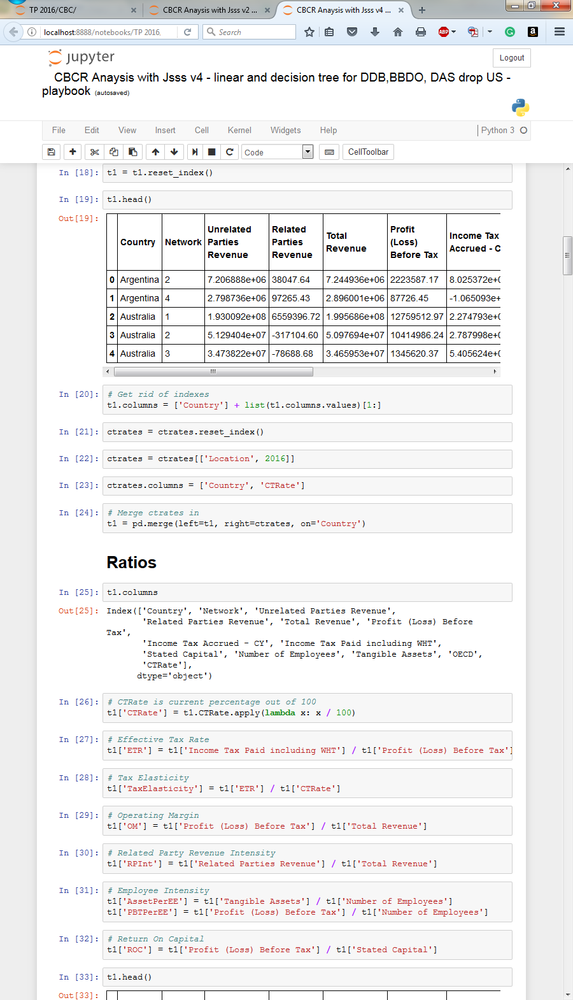 TP 2016/CBC/ × CBCR Anaysis with Jsss v2 ... × CBCR Anaysis with Jsss v4 ... × +
localhost:8888/notebooks/TP 2016, Search ABP a
jupyter Logout
CBCR Anaysis with Jsss v4 - linear and decision tree for DDB,BBDO, DAS drop US -
playbook (autosaved)
File Edit View Insert Cell Kernel Widgets Help Python 3
Code CellToolbar
In [18]: t1 = t1.reset_index()
In [19]: t1.head()
Out[19]:
Country Network Unrelated Parties Revenue Related Parties Revenue Total Revenue Profit (Loss) Before Tax Income Tax Accrued - C
0 Argentina 2 7.206888e+06 38047.64 7.244936e+06 2223587.17 8.025372e+0
1 Argentina 4 2.798736e+06 97265.43 2.896001e+06 87726.45 -1.065093e+
2 Australia 1 1.930092e+08 6559396.72 1.995686e+08 12759512.97 2.274793e+0
3 Australia 2 5.129404e+07 -317104.60 5.097694e+07 10414986.24 2.787998e+0
4 Australia 3 3.473822e+07 -78688.68 3.465953e+07 1345620.37 5.405624e+0
In [20]: # Get rid of indexes
t1.columns = ['Country'] + list(t1.columns.values)[1:]
In [21]: ctrates = ctrates.reset_index()
In [22]: ctrates = ctrates[['Location', 2016]]
In [23]: ctrates.columns = ['Country', 'CTRate']
In [24]: # Merge ctrates in
t1 = pd.merge(left=t1, right=ctrates, on='Country')
Ratios
In [25]: t1.columns
Out[25]: Index(['Country', 'Network', 'Unrelated Parties Revenue',
'Related Parties Revenue', 'Total Revenue', 'Profit (Loss) Before
Tax',
'Income Tax Accrued - CY', 'Income Tax Paid including WHT',
'Stated Capital', 'Number of Employees', 'Tangible Assets', 'OECD',
'CTRate'],
dtype='object')
In [26]: # CTRate is current percentage out of 100
t1['CTRate'] = t1.CTRate.apply(lambda x: x / 100)
In [27]: # Effective Tax Rate
t1['ETR'] = t1['Income Tax Paid including WHT'] / t1['Profit (Loss) Before Tax']
In [28]: # Tax Elasticity
t1['TaxElasticity'] = t1['ETR'] / t1['CTRate']
In [29]: # Operating Margin
t1['OM'] = t1['Profit (Loss) Before Tax'] / t1['Total Revenue']
In [30]: # Related Party Revenue Intensity
t1['RPInt'] = t1['Related Parties Revenue'] / t1['Total Revenue']
In [31]: # Employee Intensity
t1['AssetPerEE'] = t1['Tangible Assets'] / t1['Number of Employees']
t1['PBTPerEE'] = t1['Profit (Loss) Before Tax'] / t1['Number of Employees']
In [32]: # Return On Capital
t1['ROC'] = t1['Profit (Loss) Before Tax'] / t1['Stated Capital']
In [33]: t1.head()
Out[33]: